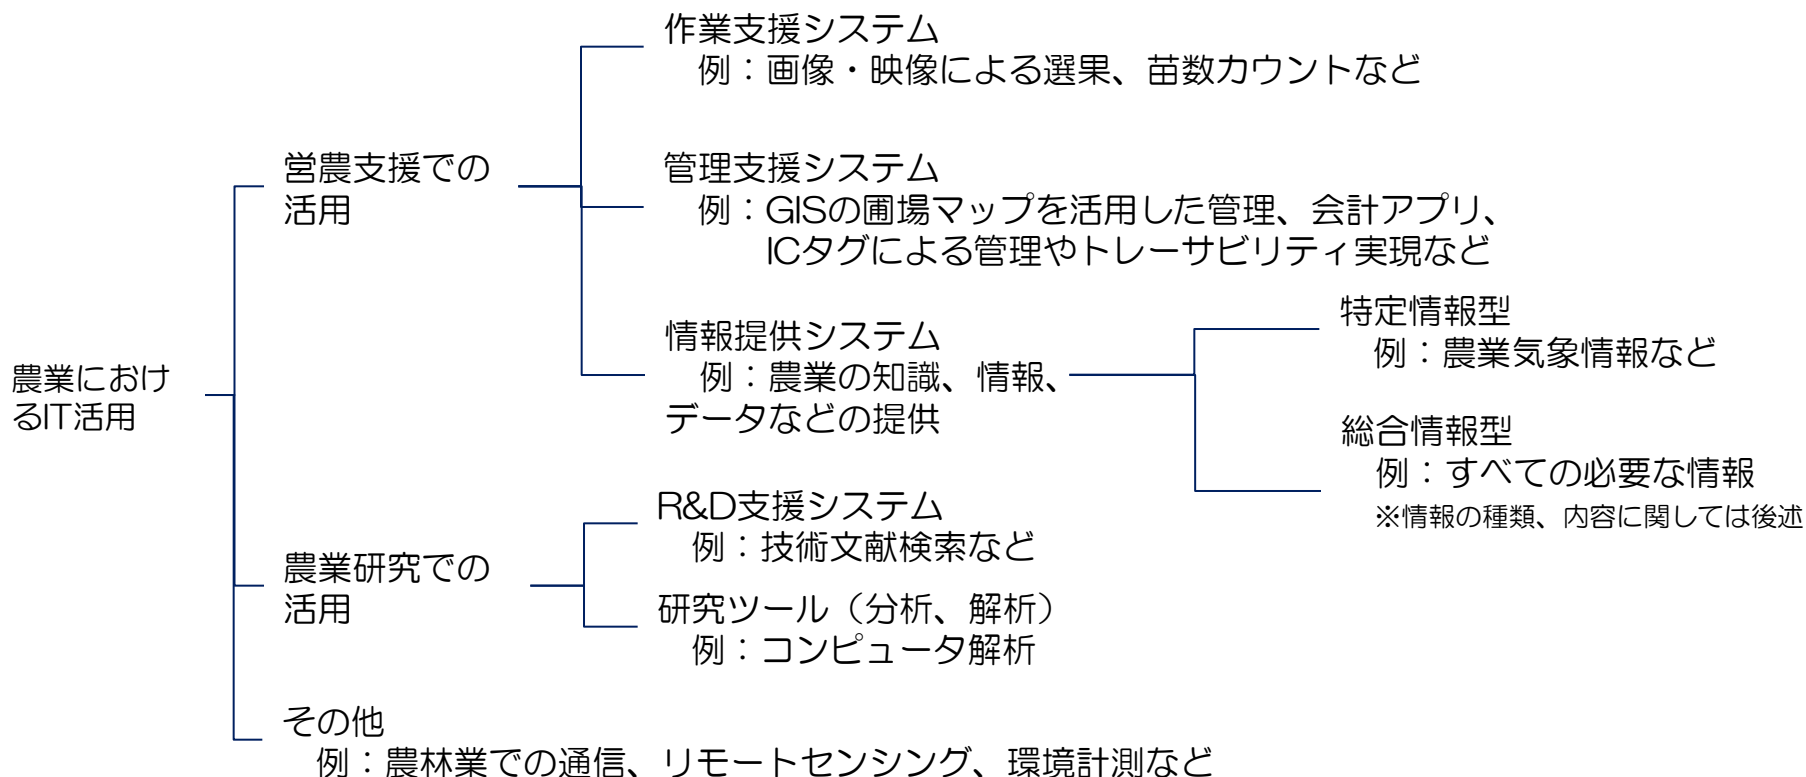 農業におけ
るIT活用
営農支援での
活用
作業支援システム
例：画像・映像による選果、苗数カウントなど
管理支援システム
例：GISの圃場マップを活用した管理、会計アプリ、
ICタグによる管理やトレーサビリティ実現など
情報提供システム
例：農業の知識、情報、
データなどの提供
特定情報型
例：農業気象情報など
総合情報型
例：すべての必要な情報
※情報の種類、内容に関しては後述
農業研究での
活用
R&D支援システム
例：技術文献検索など
研究ツール（分析、解析）
例：コンピュータ解析
その他
例：農林業での通信、リモートセンシング、環境計測など